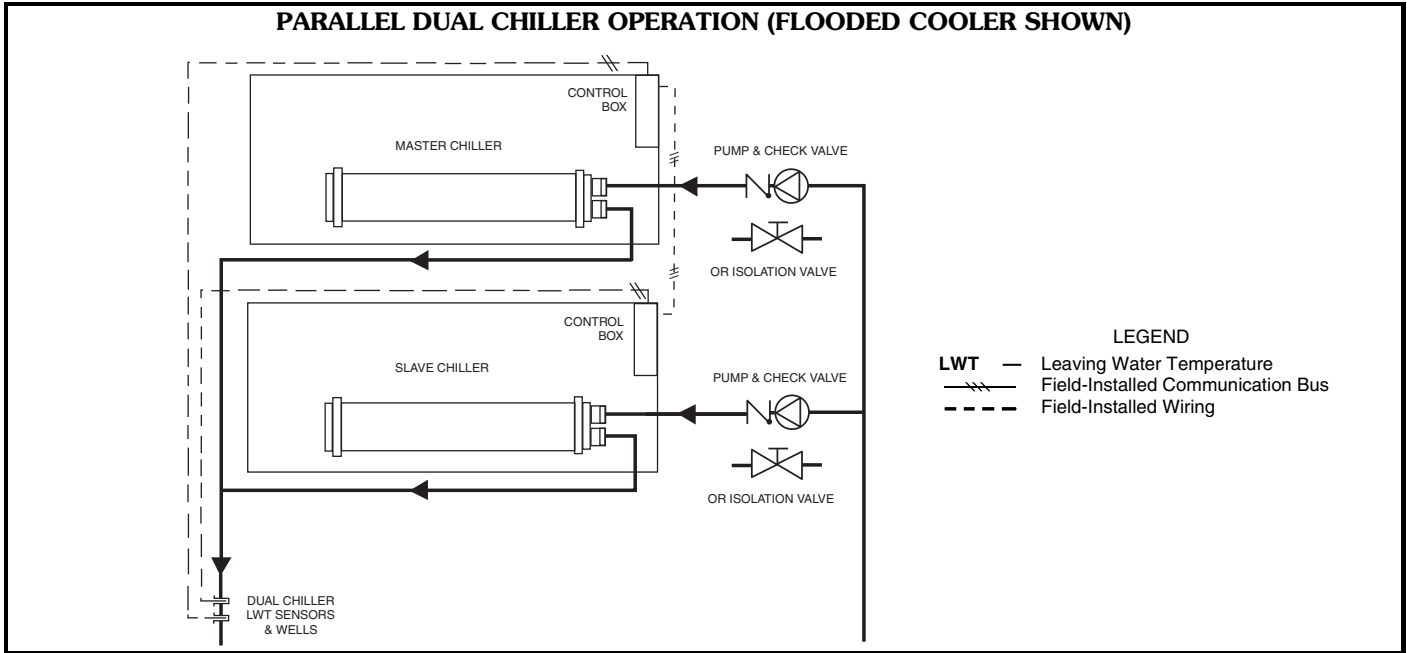 PARALLEL DUAL CHILLER OPERATION (FLOODED COOLER SHOWN)
CONTROL
BOX
MASTER CHILLER
PUMP & CHECK VALVE
OR ISOLATION VALVE
CONTROL
BOX
SLAVE CHILLER
PUMP & CHECK VALVE
OR ISOLATION VALVE
DUAL CHILLER
LWT SENSORS
& WELLS
LEGEND
LWT — Leaving Water Temperature
Field-Installed Communication Bus
Field-Installed Wiring